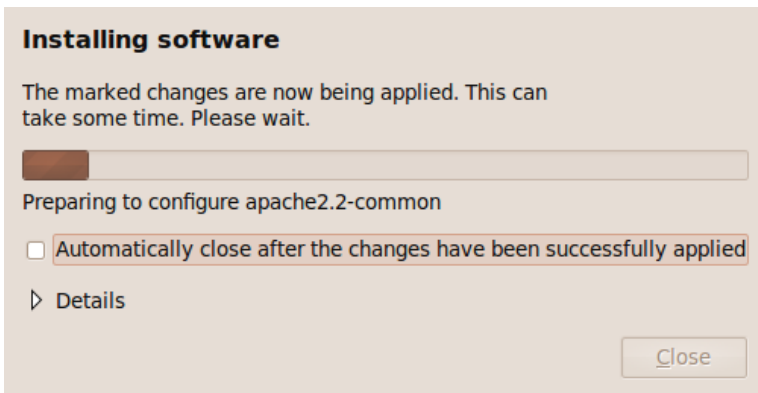 Installing software
The marked changes are now being applied. This can
take some time. Please wait.
Preparing to configure apache2.2-common
Automatically close after the changes have been successfully applied
Details
Close